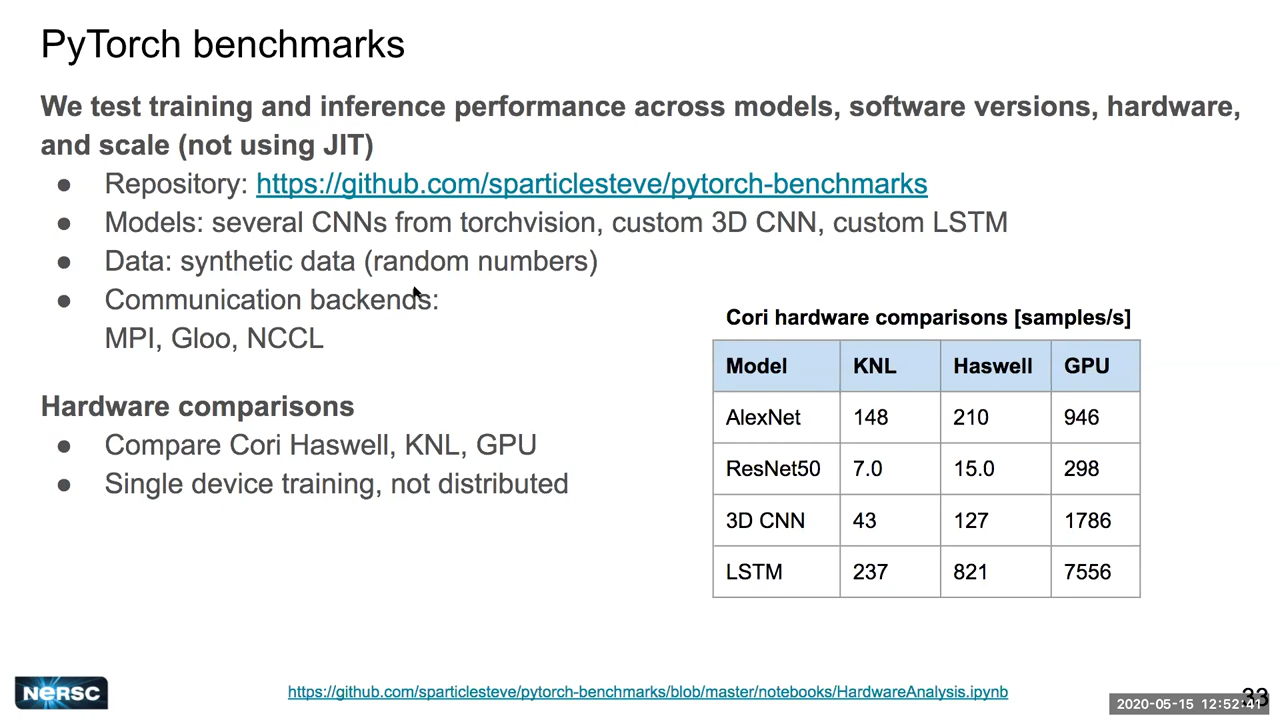 PyTorch benchmarks
We test training and inference performance across models, software versions, hardware,
and scale (not using JIT)
● Repository: https://github.com/sparticlesteve/pytorch-benchmarks
● Models: several CNNs from torchvision, custom 3D CNN, custom LSTM
● Data: synthetic data (random numbers)
● Communication backends:
MPI, Gloo, NCCL
Hardware comparisons
● Compare Cori Haswell, KNL, GPU
● Single device training, not distributed
Cori hardware comparisons [samples/s]
Model KNL Haswell GPU
AlexNet 148 210 946
ResNet50 7.0 15.0 298
3D CNN 43 127 1786
LSTM 237 821 7556
NERSC
https://github.com/sparticlesteve/pytorch-benchmarks/blob/master/notebooks/HardwareAnalysis.ipynb
33
2020-05-15 12:52:41